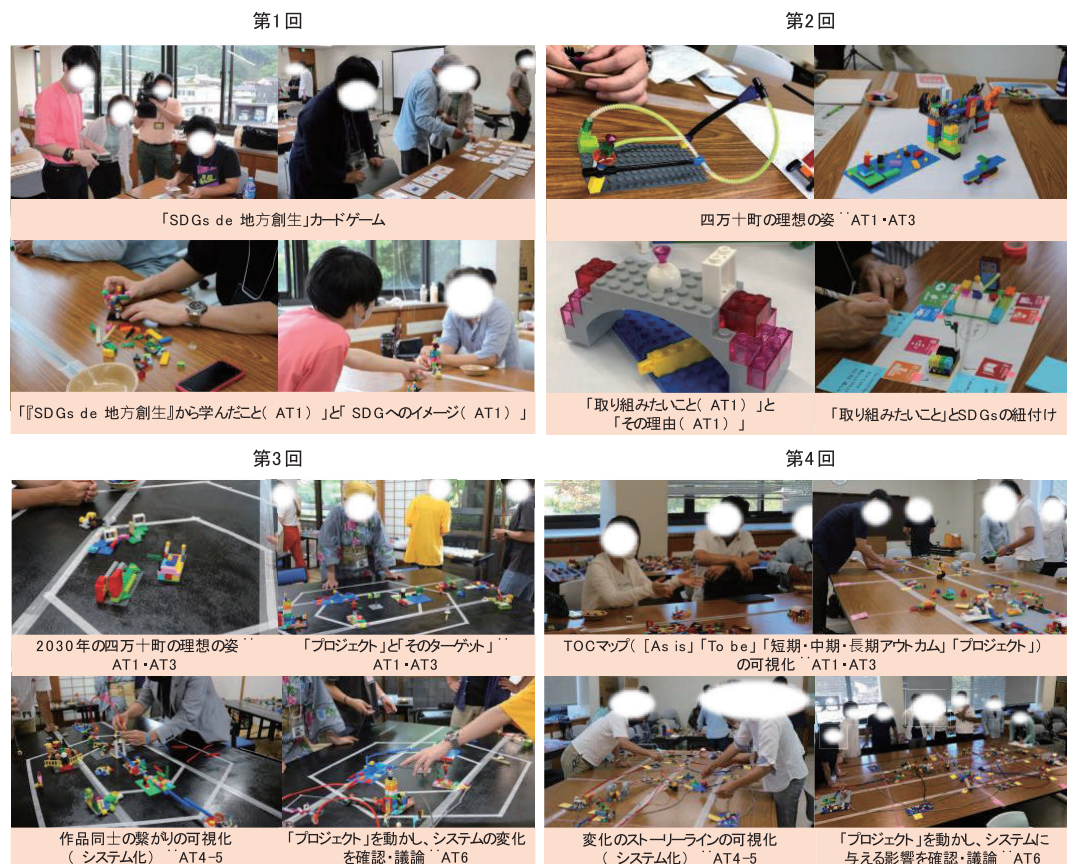 第1回
第2回
「SDGs de 地方創生」カードゲーム
四万十町の理想の姿¨AT1・AT3
「『SDGs de 地方創生』から学んだこと( AT1) 」と「 SDGへのイメージ( AT1) 」
「取り組みたいこと( AT1) 」と
「その理由( AT1) 」
「取り組みたいこと」とSDGsの紐付け
第3回
第4回
2030年の四万十町の理想の姿¨
AT1・AT3
「プロジェクト」と「そのターゲット」¨
AT1・AT3
TOCマップ( [As is」「To be」「短期・中期・長期アウトカム」「プロジェクト」)
の可視化¨AT1・AT3
作品同士の繋がりの可視化
( システム化) ¨AT4-5
「プロジェクト」を動かし、システムの変化
を確認・議論¨AT6
変化のストーリーラインの可視化
( システム化) ¨AT4-5
「プロジェクト」を動かし、システムに
与える影響を確認・議論¨AT6